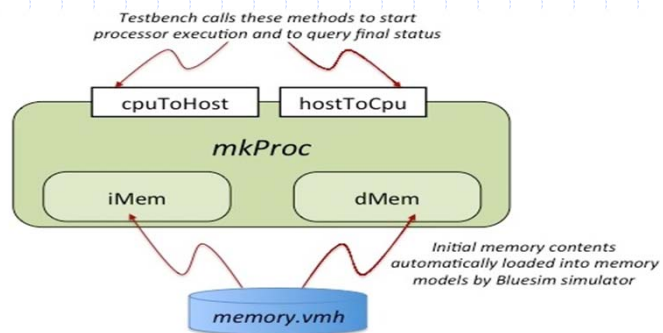 Testbench calls these methods to start
processor execution and to query final status
cpuToHost
hostToCpu
mkProc
iMem
dMem
Initial memory contents
automatically loaded into memory
models by Bluesim simulator
memory.vmh